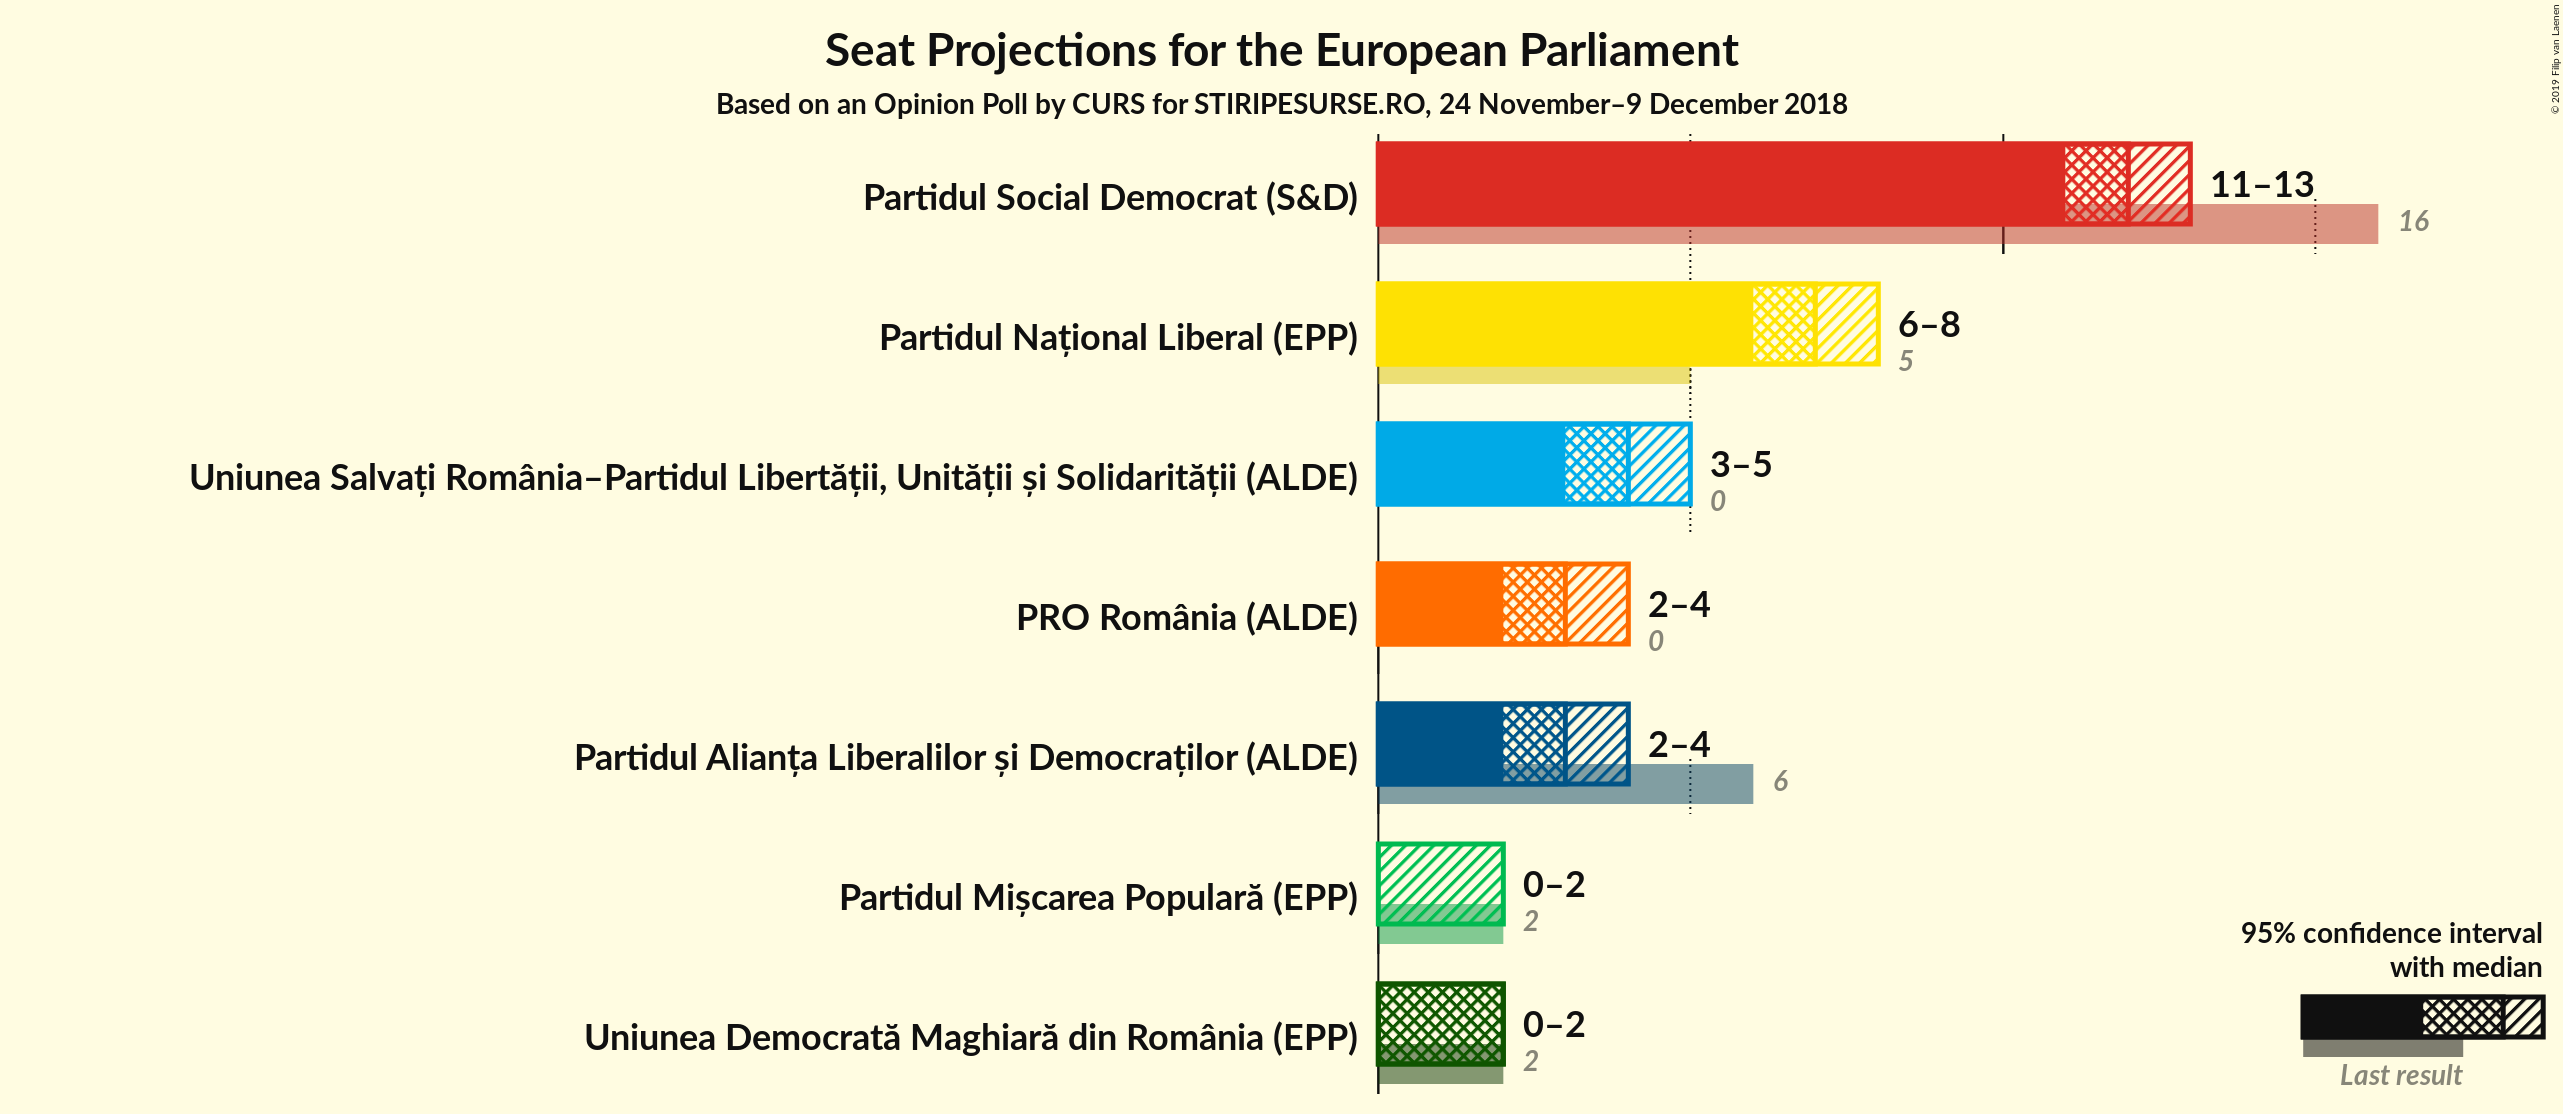 Seat Projections for the European Parliament
Based on an Opinion Poll by CURS for STIRIPESURSE.RO, 24 November–9 December 2018
© 2019 Filip van Laenen
Partidul Social Democrat (S&D)
11–13
16
Partidul Național Liberal (EPP)
6–8
5
Uniunea Salvați România–Partidul Libertății, Unității și Solidarității (ALDE)
3–5
0
PRO România (ALDE)
2–4
0
Partidul Alianța Liberalilor și Democraților (ALDE)
2–4
6
Partidul Mișcarea Populară (EPP)
0–2
2
Uniunea Democrată Maghiară din România (EPP)
0–2
2
95% confidence interval
with median
Last result